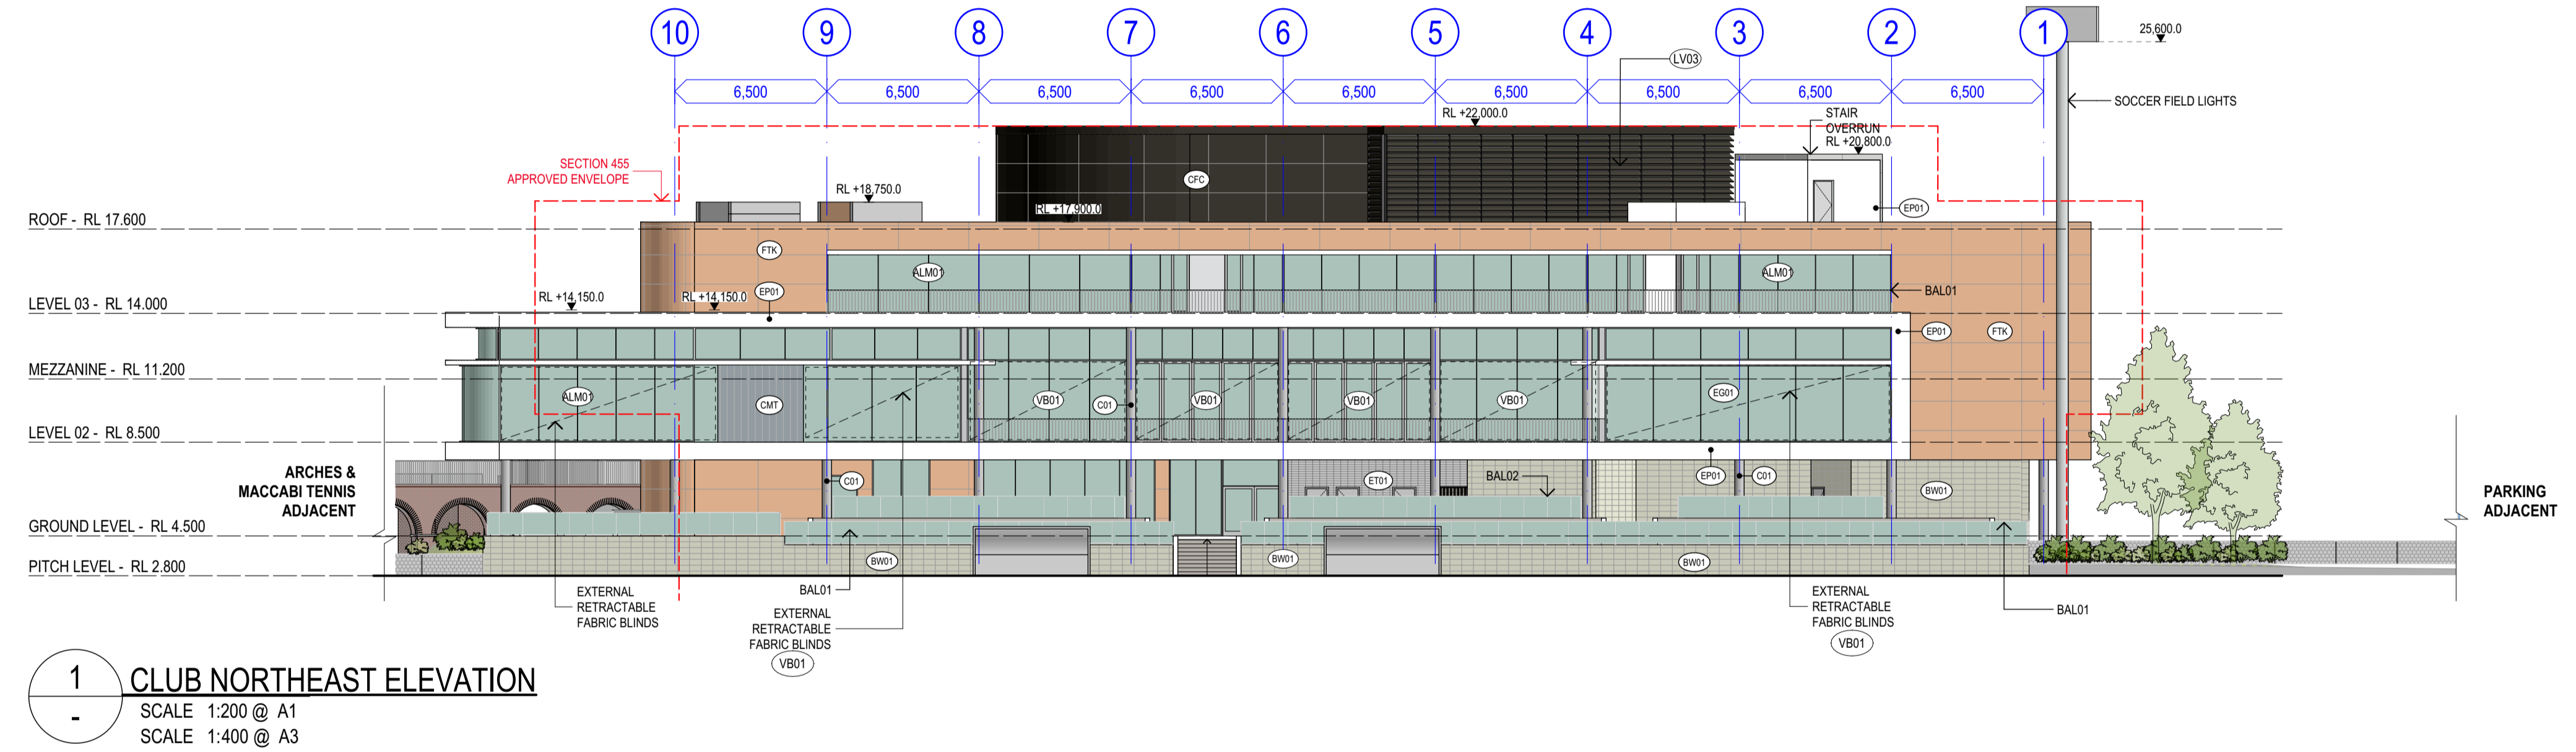 10 9 8 7 6 5 4 3 2 1
25,600.0
LV03
6,500 6,500 6,500 6,500 6,500 6,500 6,500 6,500 6,500
SOCCER FIELD LIGHTS
RL +22,000.0
STAIR
OVERRUN
RL +20,800.0
SECTION 455
APPROVED ENVELOPE
CFC
RL +18,750.0
RL +17,900.0
EP01
ROOF - RL 17.600
FTK
ALM01
ALM01
EP01
BAL01
RL +14,150.0
RL +14,150.0
LEVEL 03 - RL 14.000
EP01
FTK
MEZZANINE - RL 11.200
ALM01
CMT
VB01
C01
VB01
VB01
VB01
EG01
LEVEL 02 - RL 8.500
ARCHES &
MACCABI TENNIS
ADJACENT
C01
ET01
BAL02
EP01
C01
BW01
PARKING
ADJACENT
GROUND LEVEL - RL 4.500
BW01
BW01
BW01
PITCH LEVEL - RL 2.800
EXTERNAL
RETRACTABLE
FABRIC BLINDS
BAL01
EXTERNAL
RETRACTABLE
FABRIC BLINDS
VB01
EXTERNAL
RETRACTABLE
FABRIC BLINDS
VB01
BAL01
1
-
CLUB NORTHEAST ELEVATION
SCALE 1:200 @ A1
SCALE 1:400 @ A3